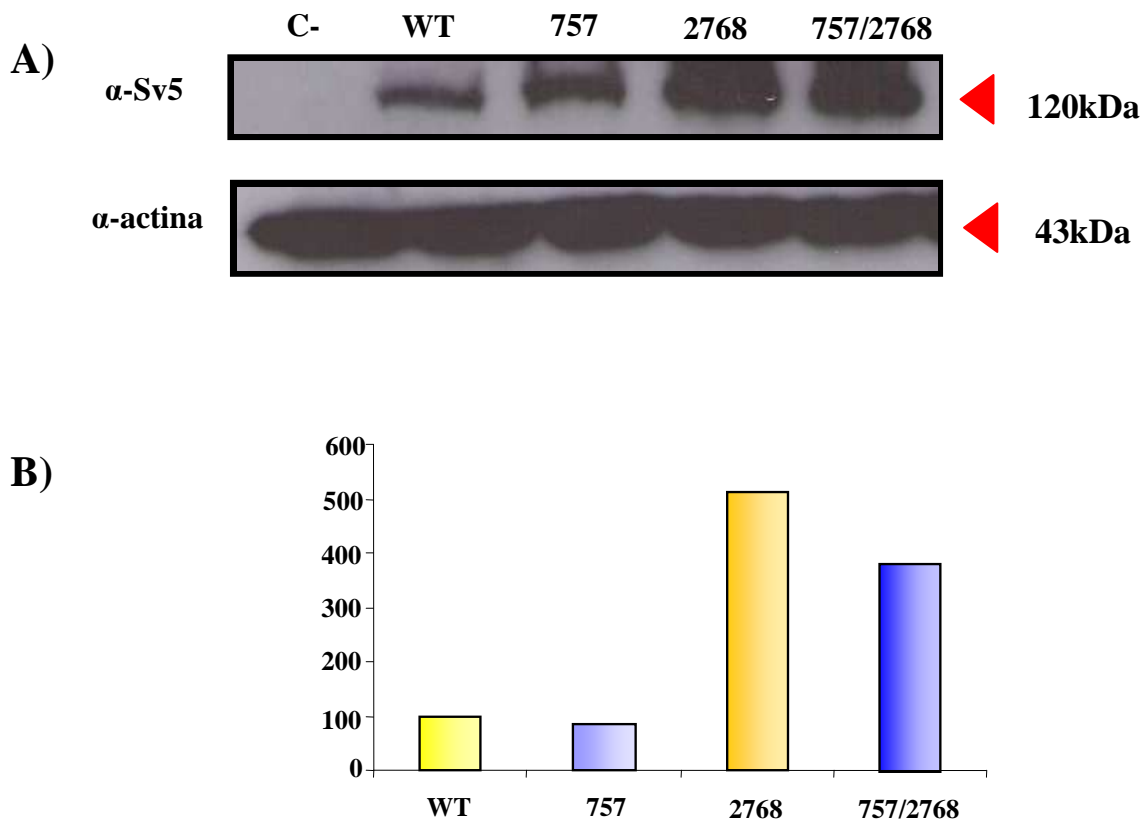 C- WT 757 2768 757/2768
A)
α-Sv5
120kDa
α-actina
43kDa
B)
600
500
400
300
200
100
0
WT 757 2768 757/2768